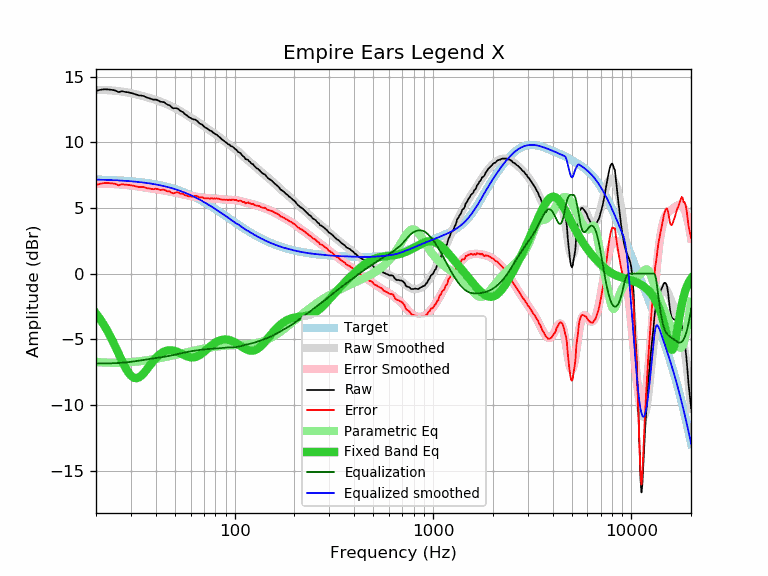 Empire Ears Legend X
Amplitude (dBr)
15
10
5
0
−5
−10
−15
Target
Raw Smoothed
Error Smoothed
Raw
Error
Parametric Eq
Fixed Band Eq
Equalization
Equalized smoothed
100 1000 10000
Frequency (Hz)